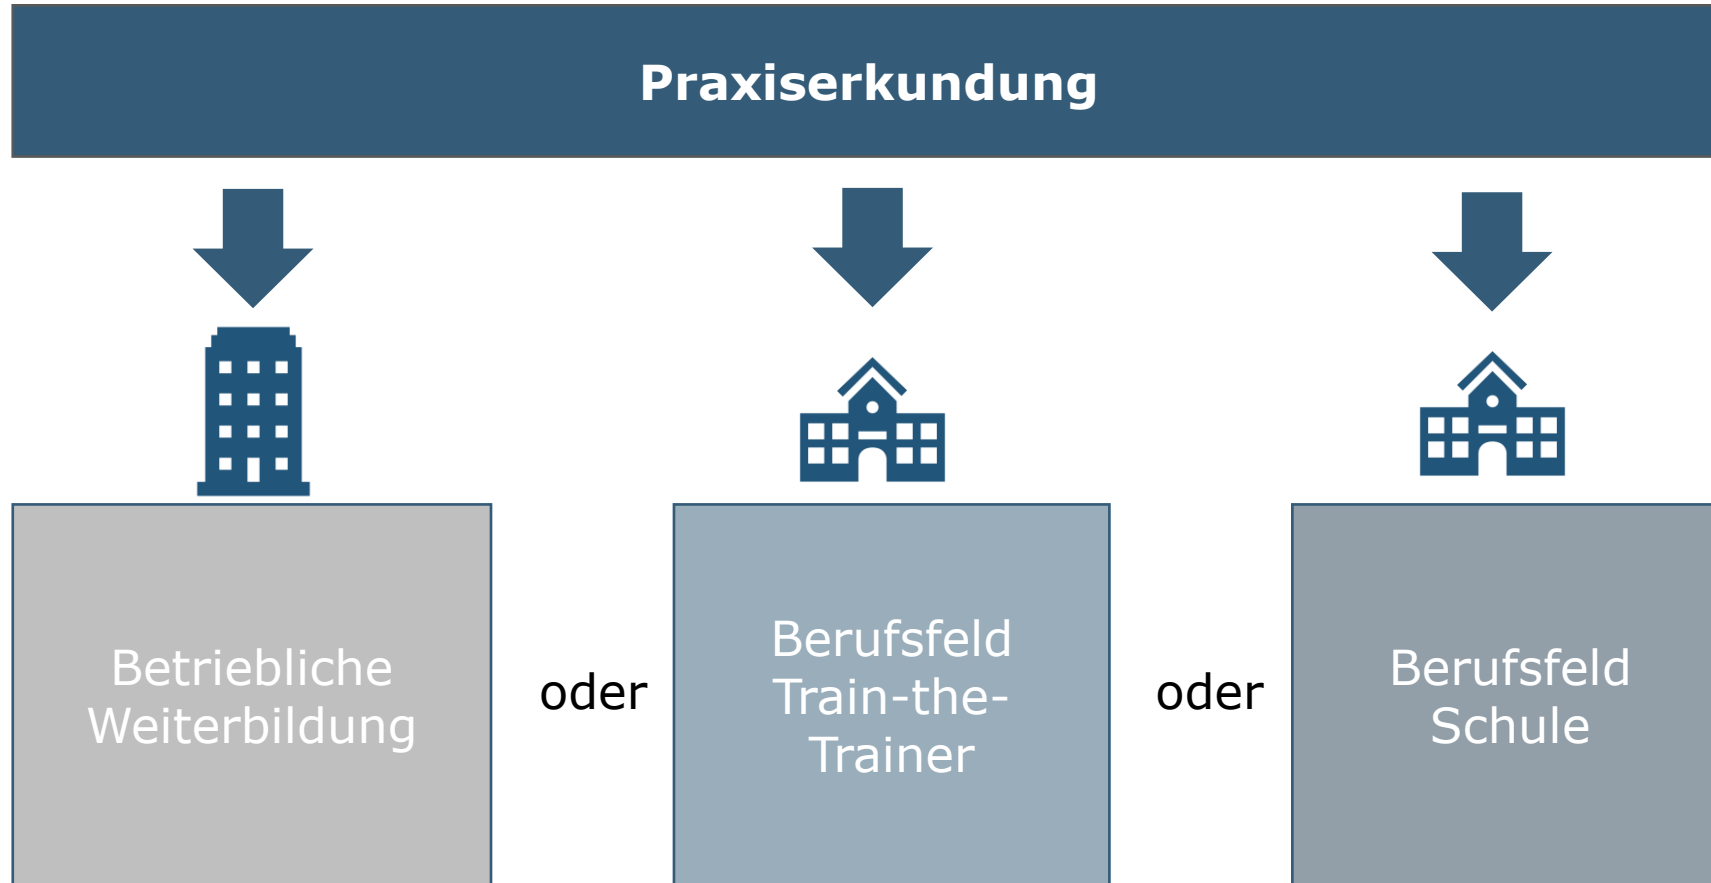 Praxiserkundung
Betriebliche
Weiterbildung
oder
Berufsfeld
Train-the-
Trainer
oder
Berufsfeld
Schule